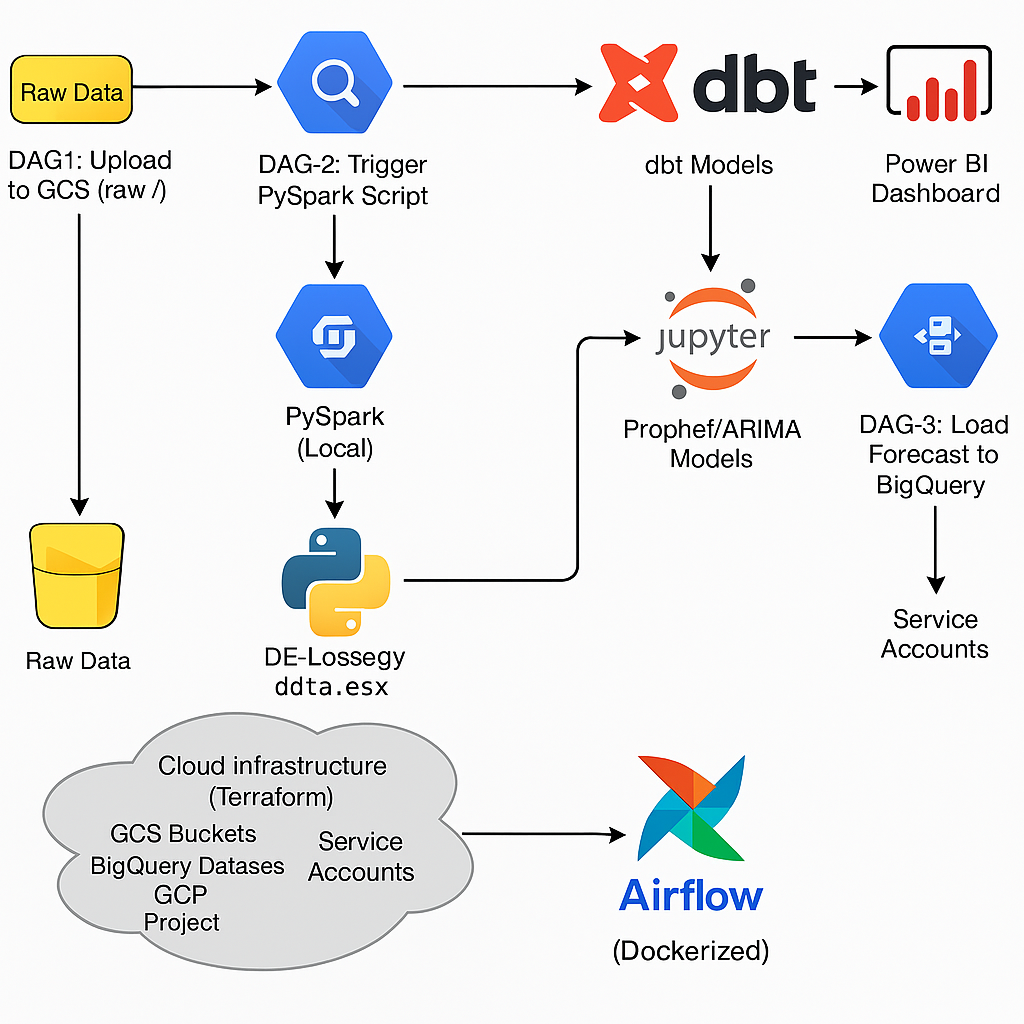 Raw Data
DAG1: Upload
to GCS (raw /)
DAG-2: Trigger
PySpark Script
dbt
dbt Models
Power BI
Dashboard
PySpark
(Local)
jupyter
Prophef/ARIMA
Models
DAG-3: Load
Forecast to
BigQuery
Raw Data
DE-Lossegy
ddta.esx
Service
Accounts
Cloud infrastructure
(Terraform)
GCS Buckets
BigQuery Datases
GCP
Project
Service
Accounts
Airflow
(Dockerized)